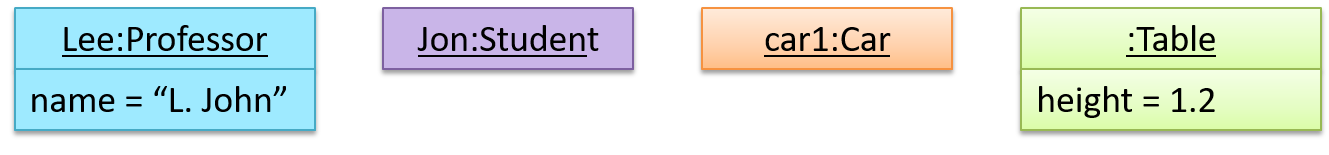 Lee:Professor
name = “L. John”
Jon:Student
car1:Car
:Table
height = 1.2